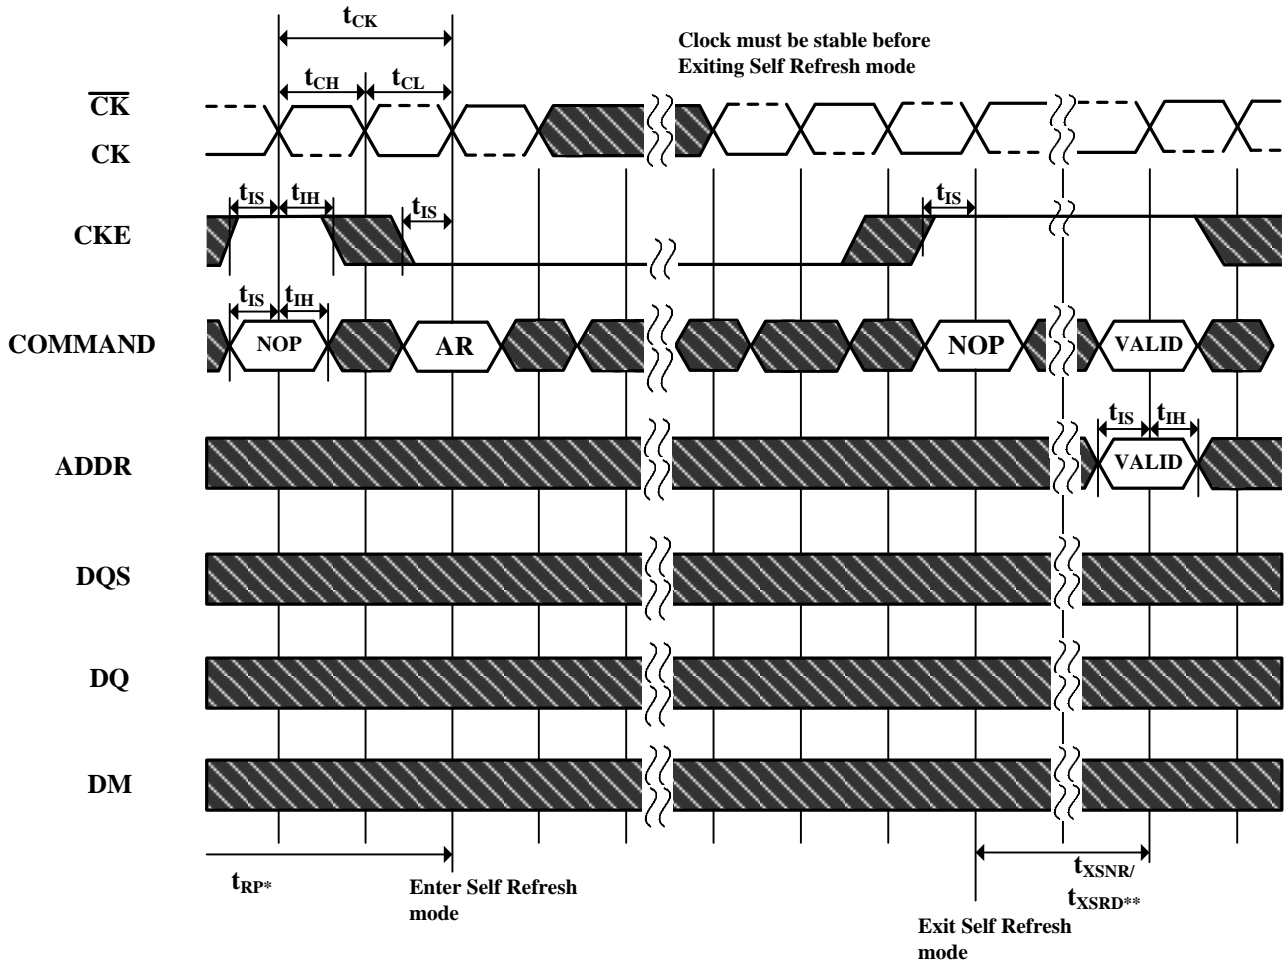 tCK
Clock must be stable before
Exiting Self Refresh mode
tCH tCL
CK
CK
tIS tIH tIS tIS
CKE
tIS tIH
COMMAND NOP AR NOP VALID
tIS tIH
ADDR VALID
DQS
DQ
DM
tRP*
Enter Self Refresh
mode
tXSNR/
tXSRD**
Exit Self Refresh
mode